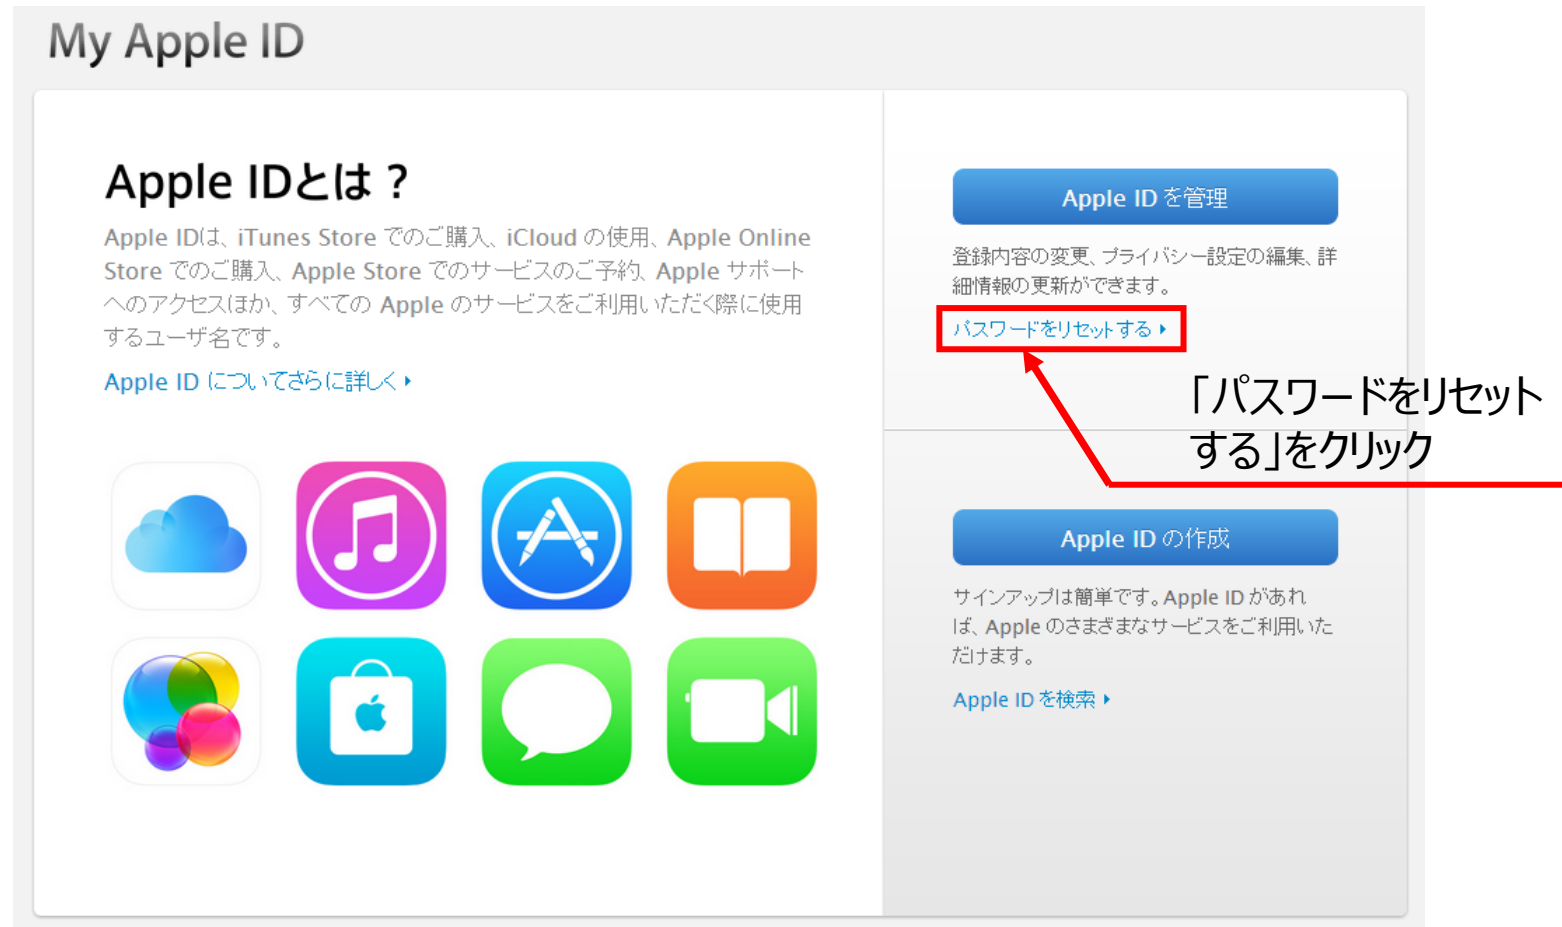 My Apple ID
Apple IDとは？
Apple IDは、iTunes Store でのご購入、iCloud の使用、Apple Online
Store でのご購入、Apple Store でのサービスのご予約、Apple サポート
へのアクセスほか、すべての Apple のサービスをご利用いただく際に使用
するユーザ名です。
Apple ID についてさらに詳しく
Apple ID を管理
登録内容の変更、プライバシー設定の編集、詳
細情報の更新ができます。
パスワードをリセットする
「パスワードをリセット
する」をクリック
Apple ID の作成
サインアップは簡単です。Apple ID があれ
ば、Apple のさまざまなサービスをご利用いた
だけます。
Apple ID を検索